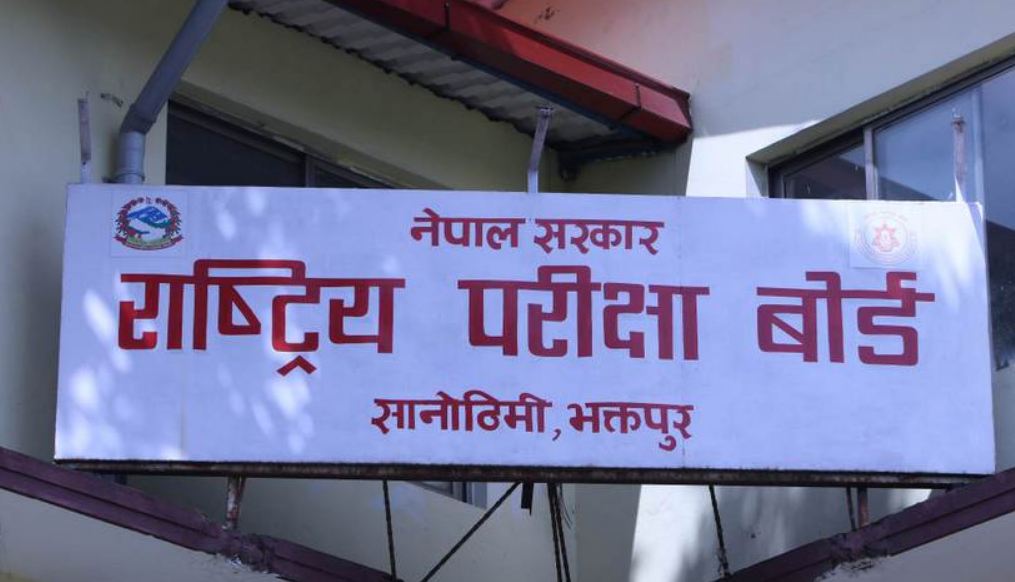 नेपाल सरकार
राष्ट्रिय परीक्षा बोर्ड
सानोठिमी, भक्तपुर